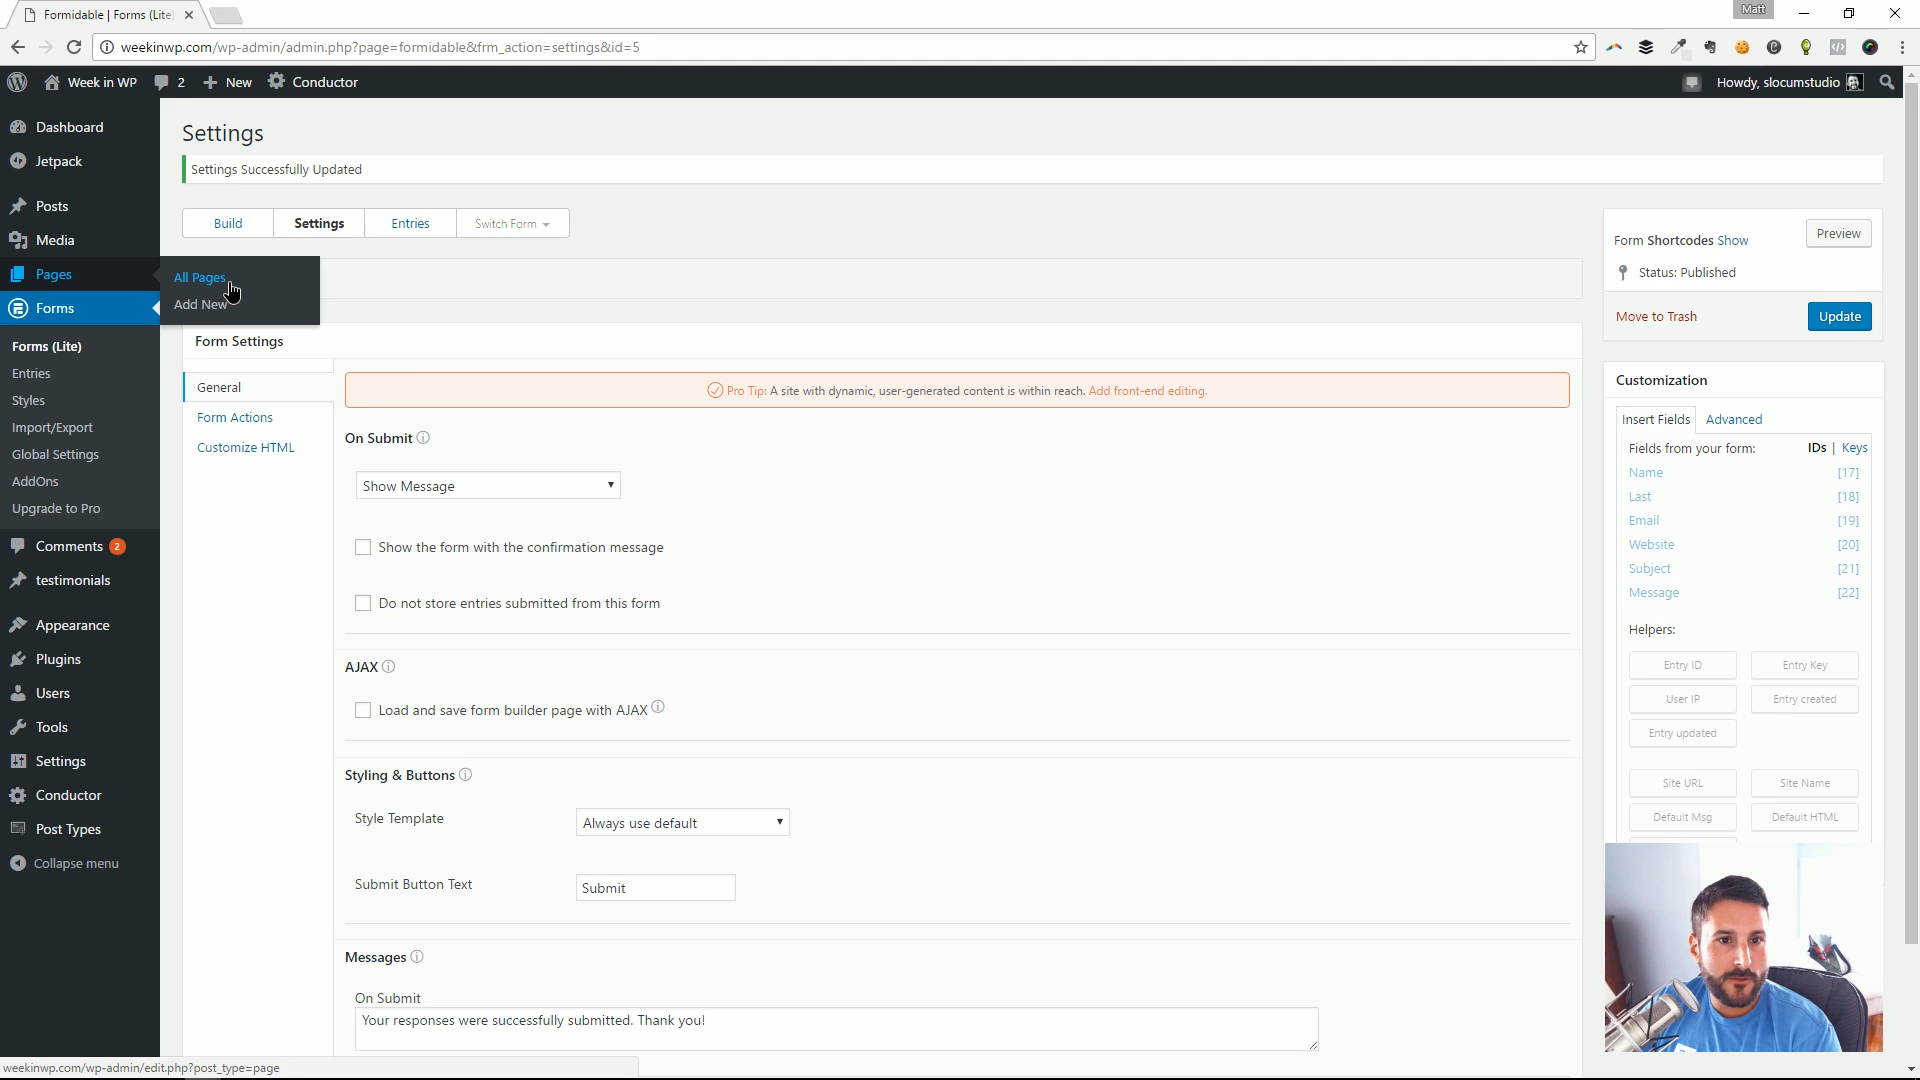 Formidable | Forms (Lite)
Matt
weekinwp.com/wp-admin/admin.php?page=formidable&frm_action=settings&id=5
Week in WP
2
New
Conductor
Howdy, slocumstudio
Dashboard
Jetpack
Posts
Media
Pages
Forms
Forms (Lite)
Entries
Styles
Import/Export
Global Settings
AddOns
Upgrade to Pro
Comments 2
testimonials
Appearance
Plugins
Users
Tools
Settings
Conductor
Post Types
Collapse menu
All Pages
Add New
Settings
Settings Successfully Updated
Build
Settings
Entries
Switch Form
Form Settings
General
Form Actions
Customize HTML
Pro Tip: A site with dynamic, user-generated content is within reach. Add front-end editing.
On Submit
Show Message
Show the form with the confirmation message
Do not store entries submitted from this form
AJAX
Load and save form builder page with AJAX
Styling & Buttons
Style Template
Always use default
Submit Button Text
Submit
Messages
On Submit
Your responses were successfully submitted. Thank you!
Form Shortcodes Show
Preview
Status: Published
Move to Trash
Update
Customization
Insert Fields
Advanced
Fields from your form:
IDs | Keys
Name [17]
Last [18]
Email [19]
Website [20]
Subject [21]
Message [22]
Helpers:
Entry ID
Entry Key
User IP
Entry created
Entry updated
Site URL
Site Name
Default Msg
Default HTML
weekinwp.com/wp-admin/edit.php?post_type=page